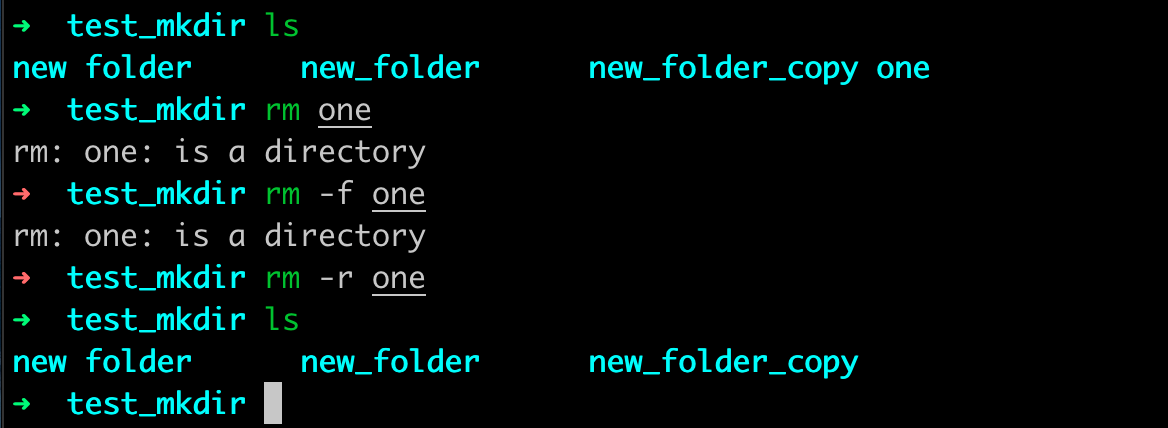 ➜  test_mkdir ls
new folder      new_folder      new_folder_copy one
➜  test_mkdir rm one
rm: one: is a directory
➜  test_mkdir rm -f one
rm: one: is a directory
➜  test_mkdir rm -r one
➜  test_mkdir ls
new folder      new_folder      new_folder_copy
➜  test_mkdir